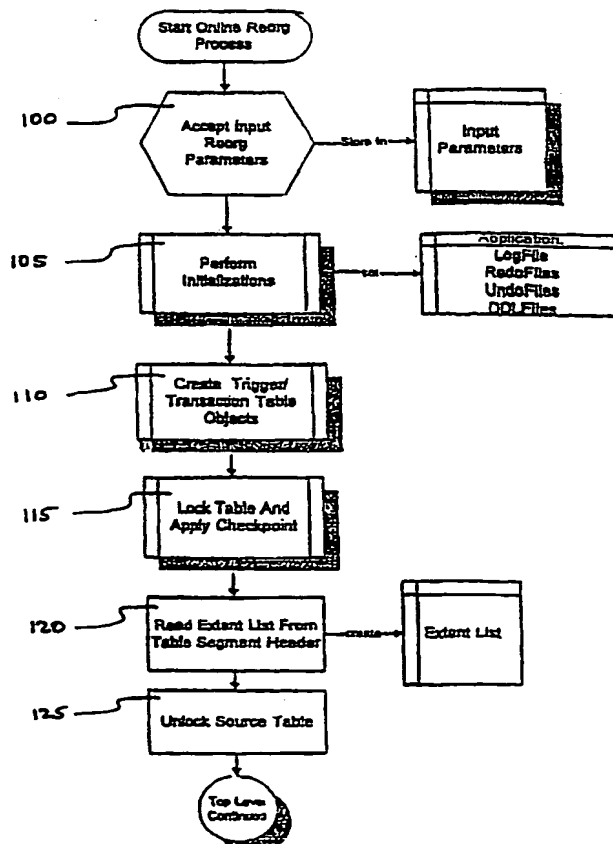 Start Online Reorg
Process
100
Accept Input
Reorg
Parameters
Store In
Input
Parameters
105
Perform
Initializations
Application
LogFile
RedoFiles
UndoFiles
DDLFiles
110
Create Trigger/
Transaction Table
Objects
115
Lock Table And
Apply Checkpoint
120
Read Extent List From
Table Segment Header
create
Extent List
125
Unlock Source Table
Top Level
Continued